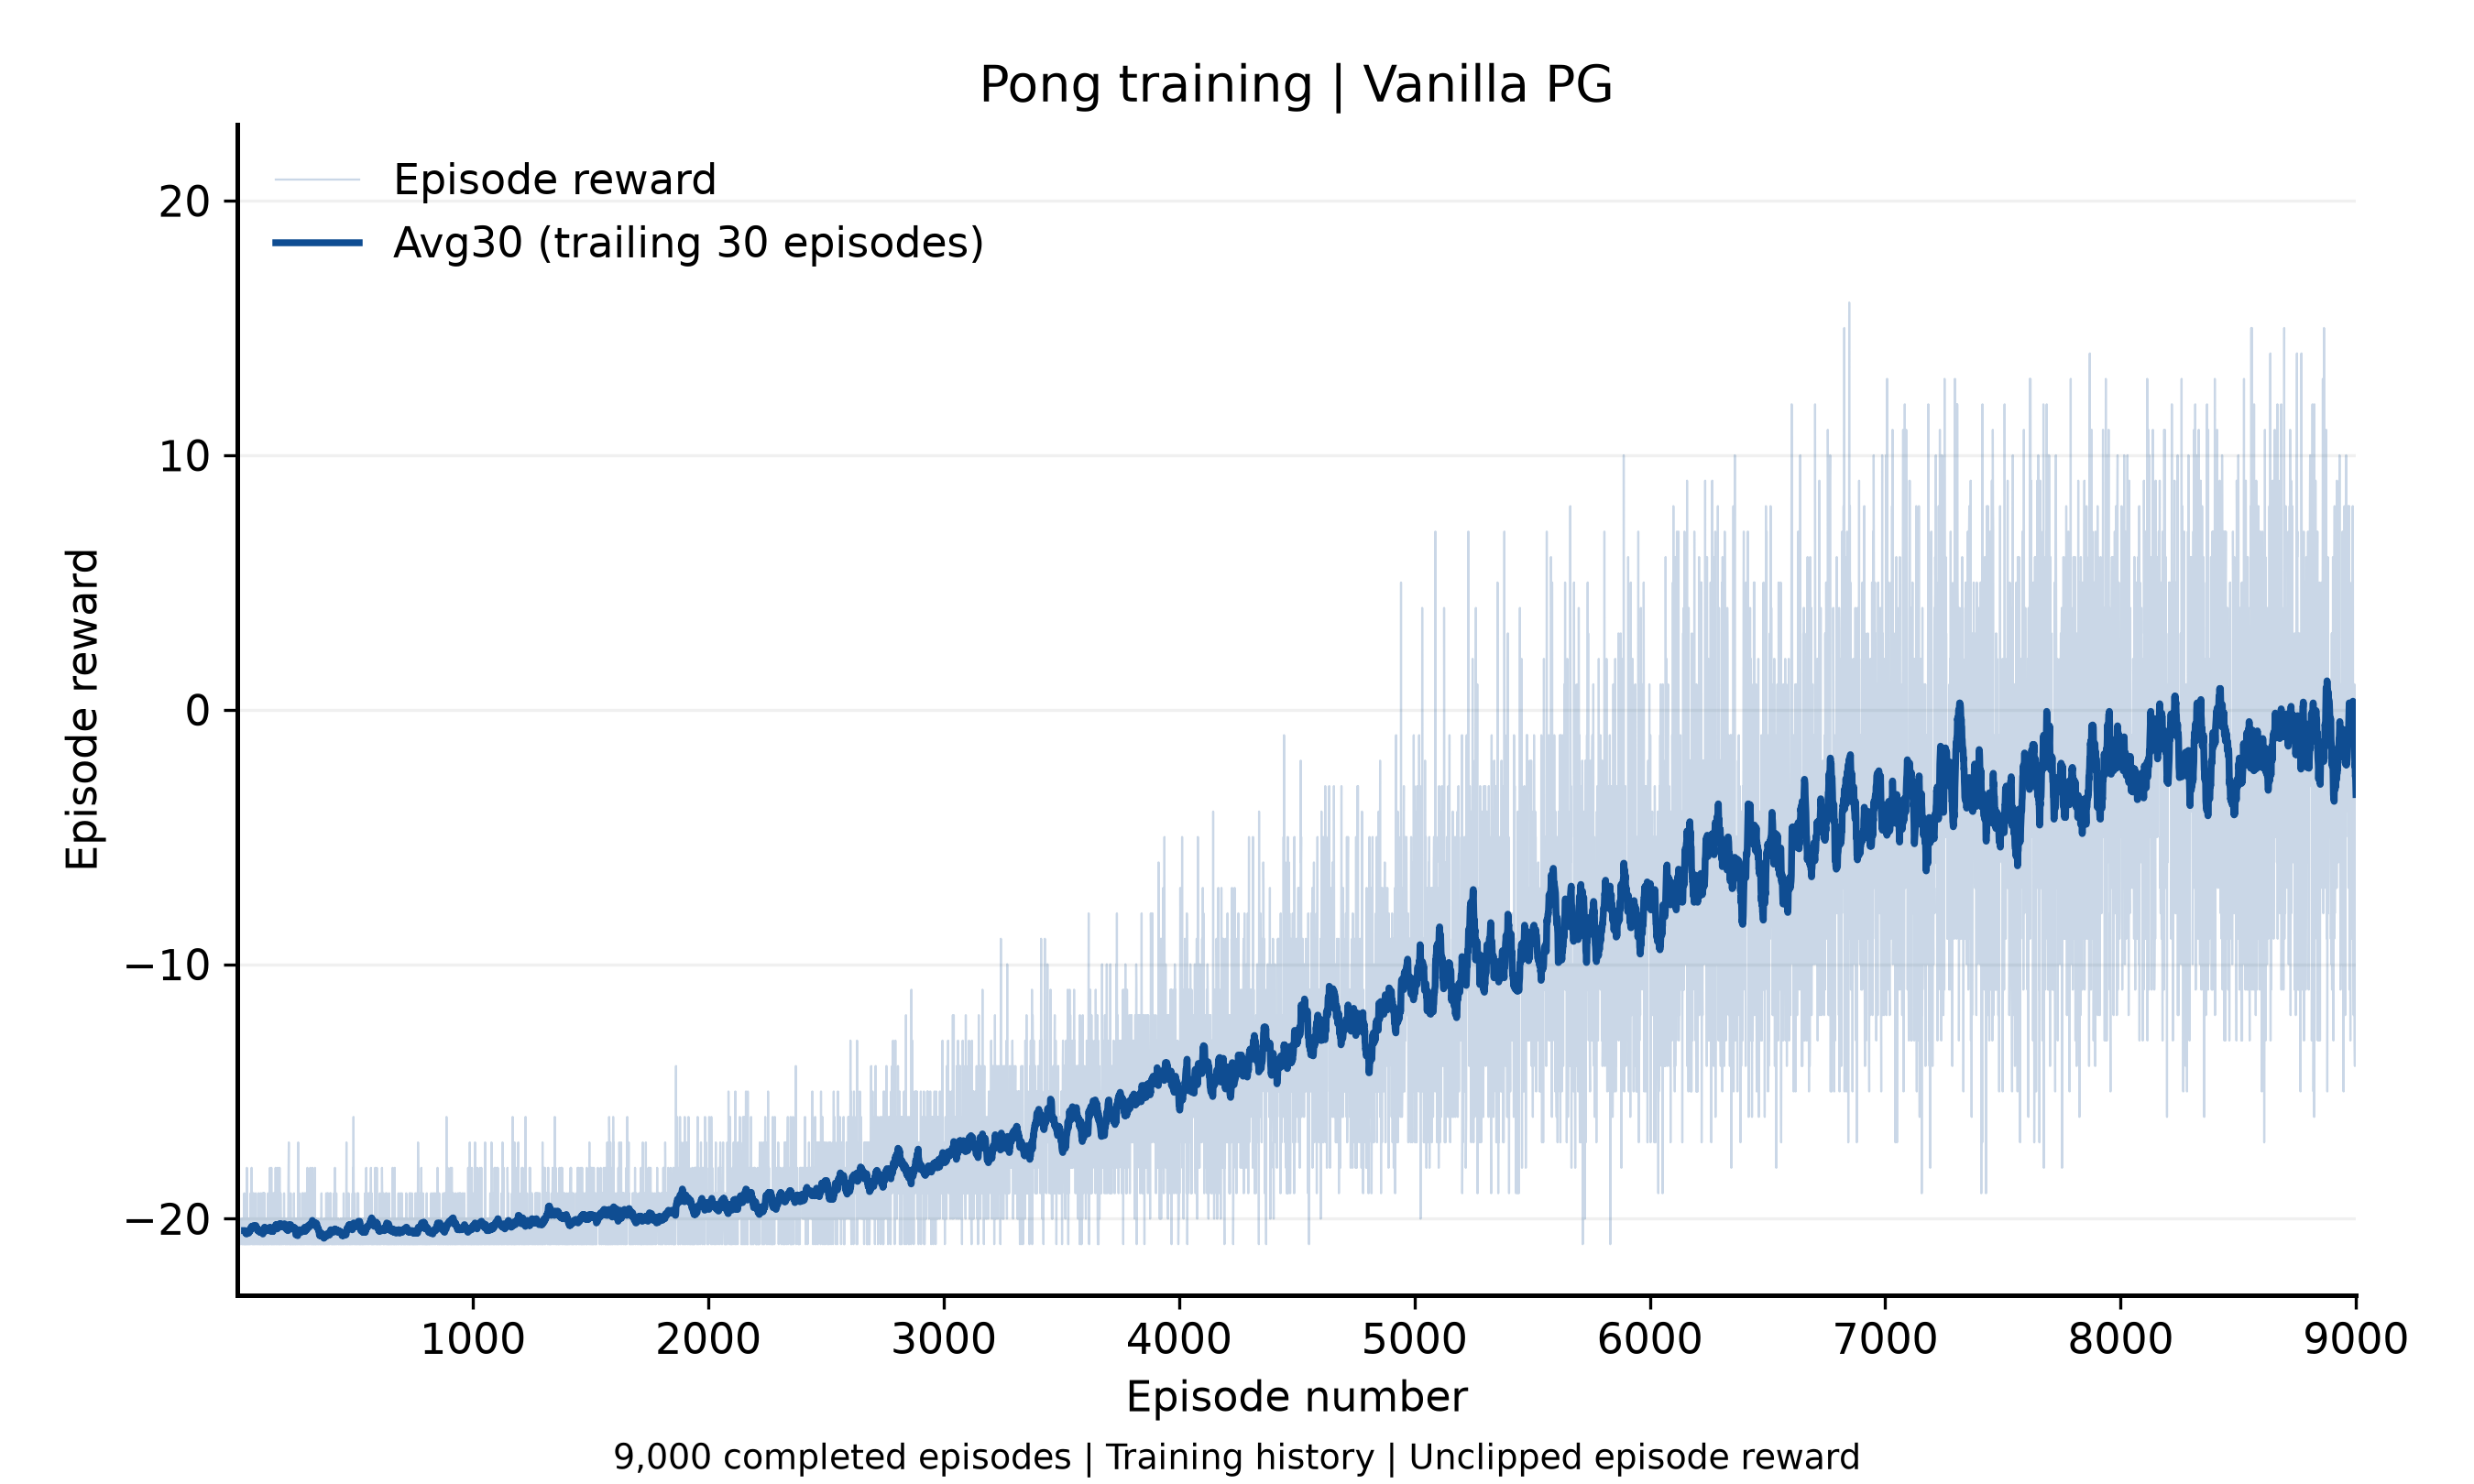 Pong training | Vanilla PG
Episode reward
Avg30 (trailing 30 episodes)
20
10
0
−10
−20
Episode reward
1000 2000 3000 4000 5000 6000 7000 8000 9000
Episode number
9,000 completed episodes | Training history | Unclipped episode reward